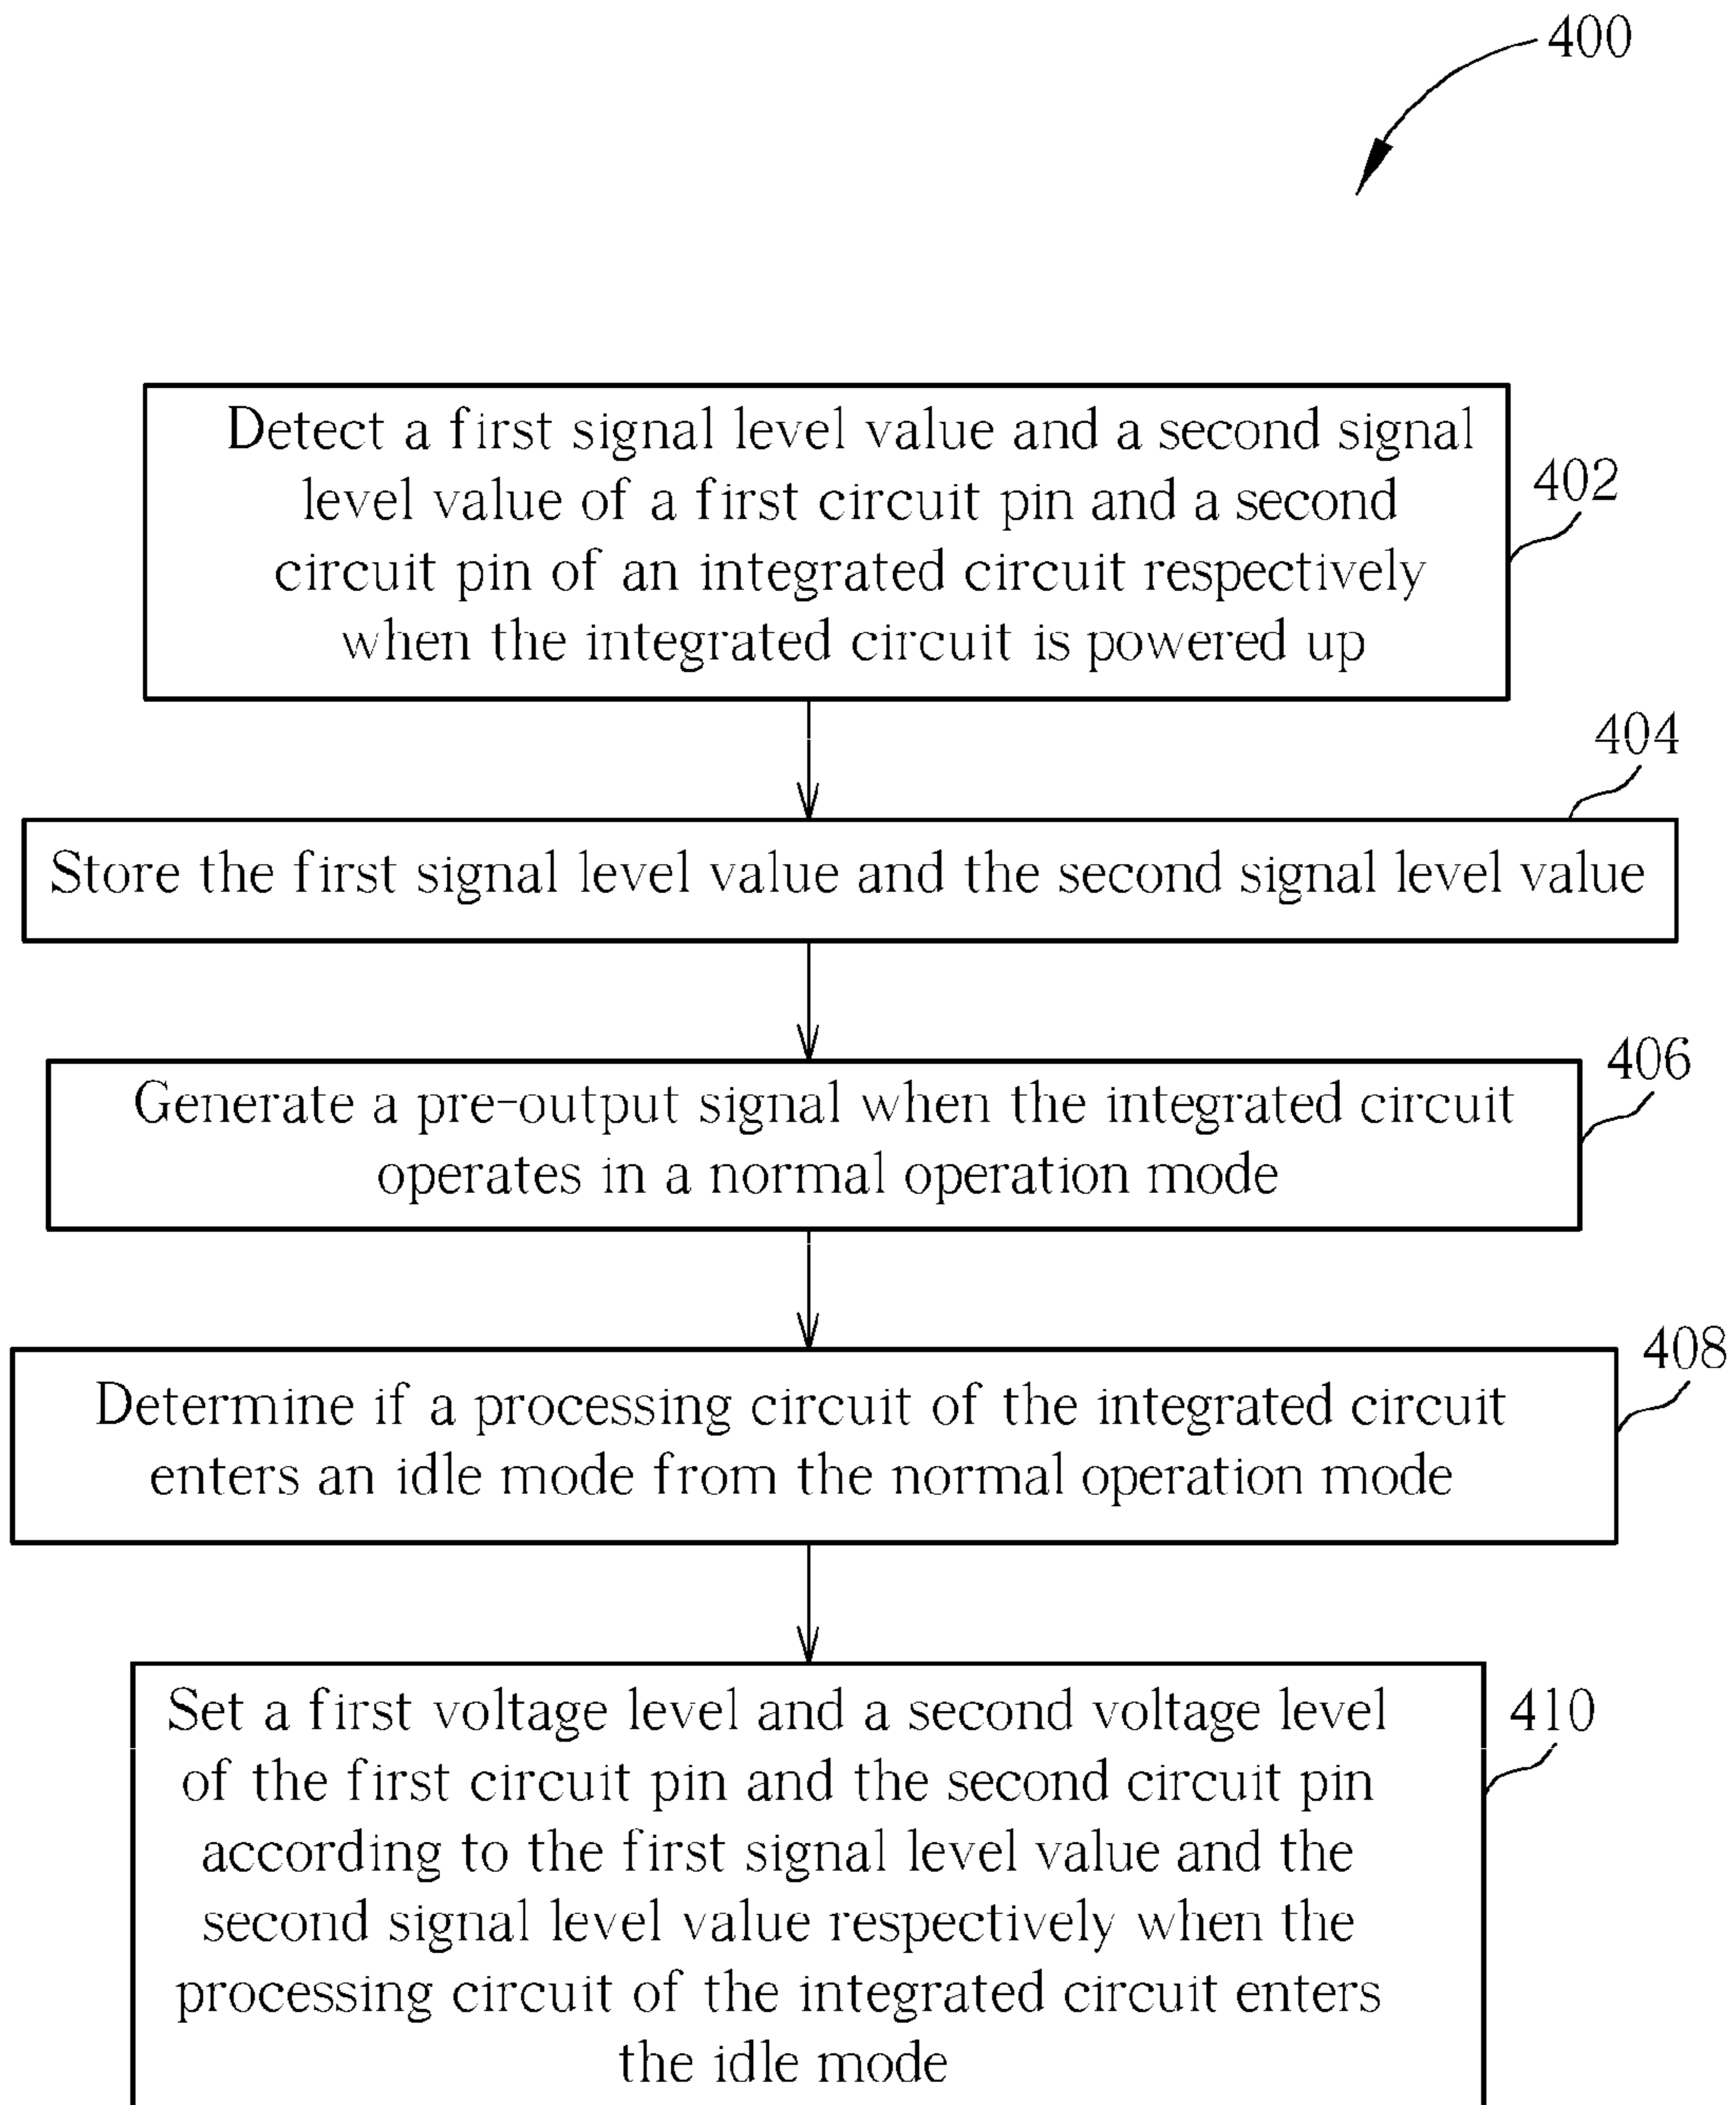 400
Detect a first signal level value and a second signal
level value of a first circuit pin and a second
circuit pin of an integrated circuit respectively
when the integrated circuit is powered up
402
404
Store the first signal level value and the second signal level value
406
Generate a pre-output signal when the integrated circuit
operates in a normal operation mode
408
Determine if a processing circuit of the integrated circuit
enters an idle mode from the normal operation mode
Set a first voltage level and a second voltage level
410
of the first circuit pin and the second circuit pin
according to the first signal level value and the
second signal level value respectively when the
processing circuit of the integrated circuit enters
the idle mode